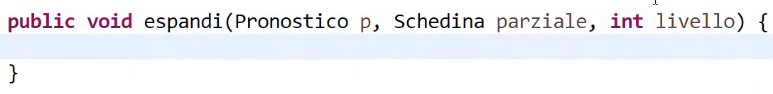 public void espandi(Pronostico p, Schedina parziale, int livello) {
}